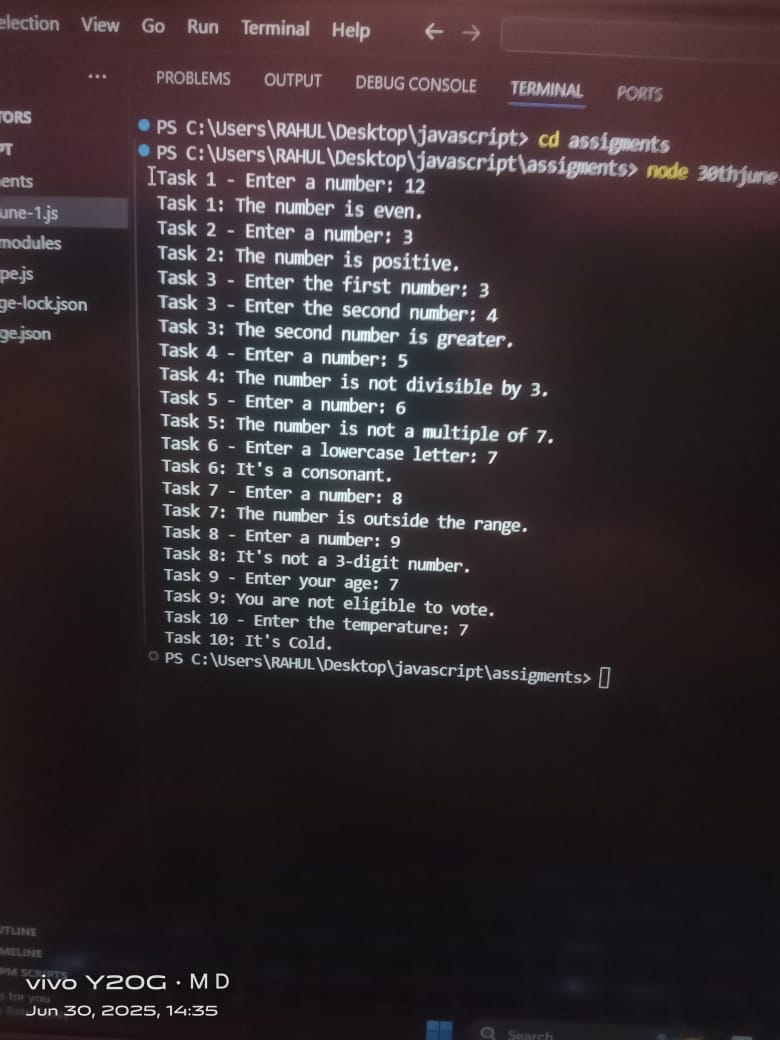 View Go Run Terminal Help
PROBLEMS OUTPUT DEBUG CONSOLE TERMINAL PORTS
PS C:\Users\RAHUL\Desktop\javascript> cd assigments
PS C:\Users\RAHUL\Desktop\javascript\assigments> node 30thjune
Task 1 - Enter a number: 12
Task 1: The number is even.
Task 2 - Enter a number: 3
Task 2: The number is positive.
Task 3 - Enter the first number: 3
Task 3 - Enter the second number: 4
Task 3: The second number is greater.
Task 4 - Enter a number: 5
Task 4: The number is not divisible by 3.
Task 5 - Enter a number: 6
Task 5: The number is not a multiple of 7.
Task 6 - Enter a lowercase letter: 7
Task 6: It's a consonant.
Task 7 - Enter a number: 8
Task 7: The number is outside the range.
Task 8 - Enter a number: 9
Task 8: It's not a 3-digit number.
Task 9 - Enter your age: 7
Task 9: You are not eligible to vote.
Task 10 - Enter the temperature: 7
Task 10: It's Cold.
PS C:\Users\RAHUL\Desktop\javascript\assigments>
TORS
PT
ents
une-1.js
modules
pe.js
ge-lock.json
ge.json
UTLINE
MELINE
PM SCRIPTS
s for you
vivo Y20G · MD
Jun 30, 2025, 14:35
Search